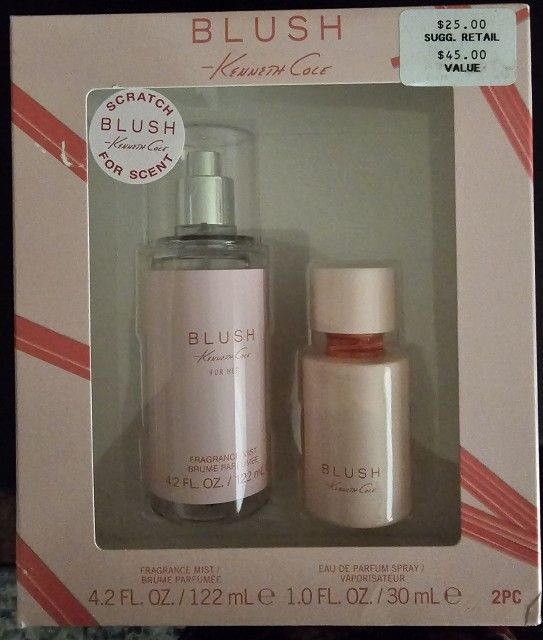 BLUSH
Kenneth Cole
$25.00
SUGG. RETAIL
$45.00
VALUE
SCRATCH
BLUSH
Kenneth Cole
FOR SCENT
BLUSH
Kenneth Cole
FOR HER
FRAGRANCE MIST
BRUME PARFUMÉE
4.2 FL. OZ. / 122 mL
BLUSH
Kenneth Cole
FRAGRANCE MIST /
BRUME PARFUMÉE
4.2 FL. OZ. / 122 mL ℮
EAU DE PARFUM SPRAY /
VAPORISATEUR
1.0 FL. OZ. / 30 mL ℮
2PC